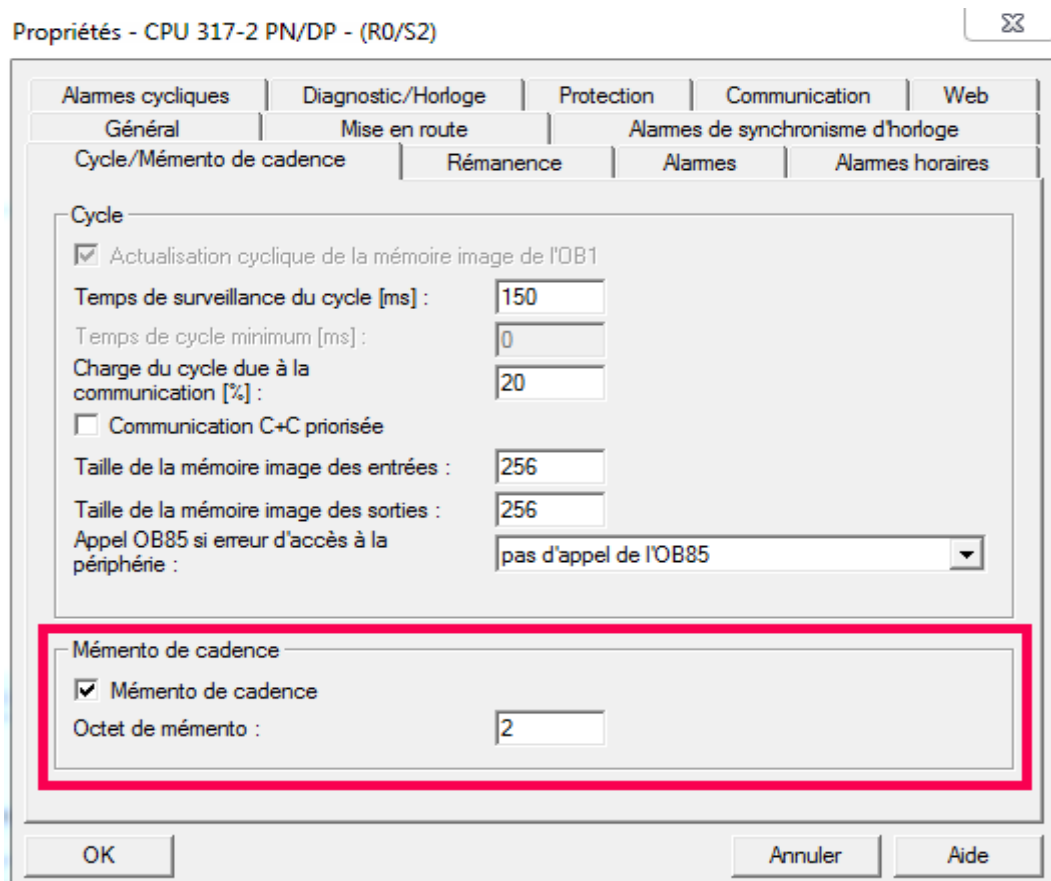 Propriétés - CPU 317-2 PN/DP - (R0/S2)
Alarmes cycliques Diagnostic/Horloge Protection Communication Web
Général Mise en route Alarmes de synchronisme d'horloge
Cycle/Mémento de cadence Rémanence Alarmes Alarmes horaires
Cycle
Actualisation cyclique de la mémoire image de l'OB1
Temps de surveillance du cycle [ms] : 150
Temps de cycle minimum [ms] : 0
Charge du cycle due à la
communication [%] : 20
Communication C+C priorisée
Taille de la mémoire image des entrées : 256
Taille de la mémoire image des sorties : 256
Appel OB85 si erreur d'accès à la
périphérie : pas d'appel de l'OB85
Mémento de cadence
Mémento de cadence
Octet de mémento : 2
OK Annuler Aide